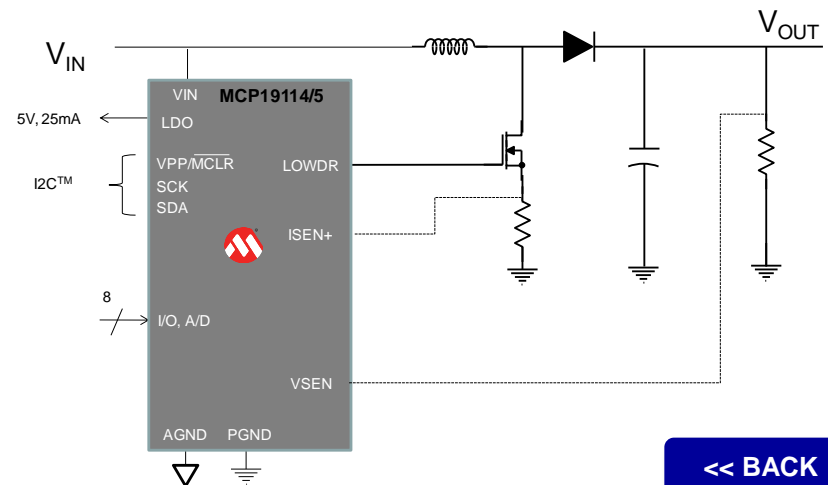 VOUT
VIN
VIN MCP19114/5
5V, 25mA
LDO
VPP/MCLR
LOWDR
I2C™
SCK
SDA
ISEN+
8
I/O, A/D
VSEN
AGND PGND
<< BACK